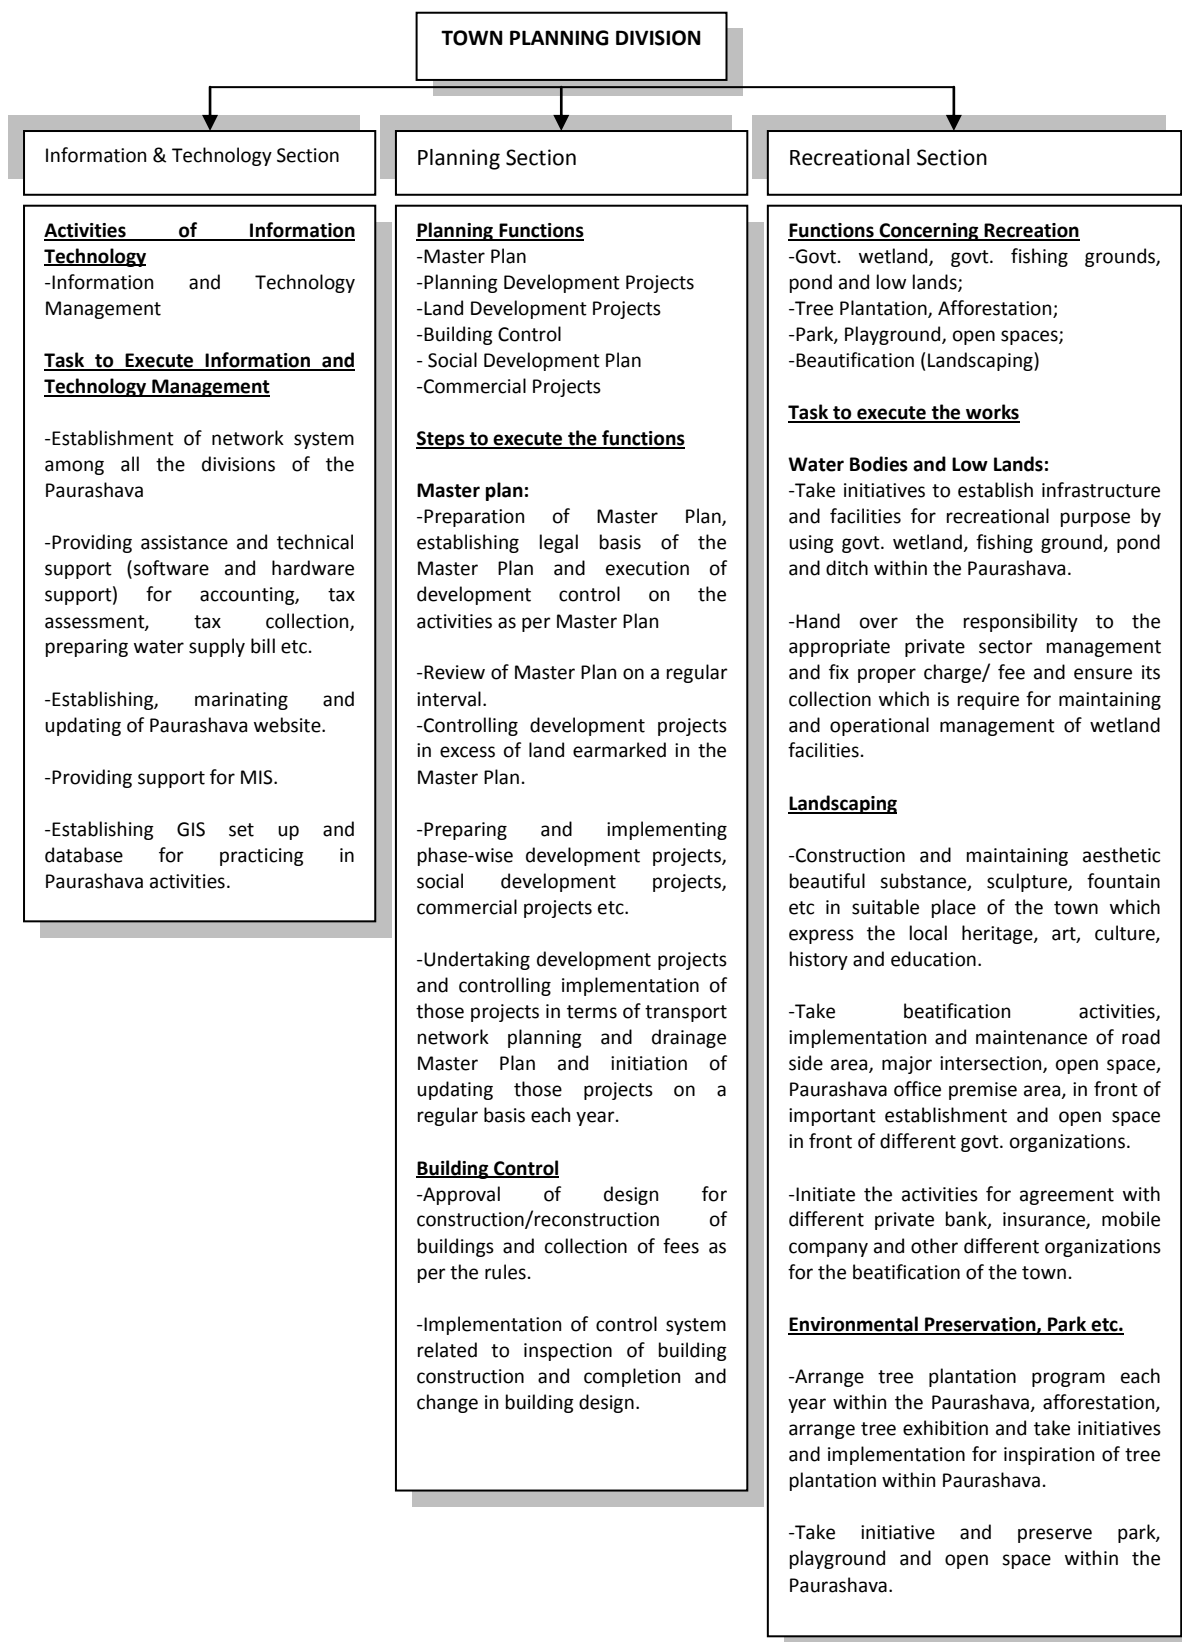 TOWN PLANNING DIVISION
Information & Technology Section
Activities of Information
Technology
-Information and Technology
Management
Task to Execute Information and
Technology Management
-Establishment of network system
among all the divisions of the
Paurashava
-Providing assistance and technical
support (software and hardware
support) for accounting, tax
assessment, tax collection,
preparing water supply bill etc.
-Establishing, marinating and
updating of Paurashava website.
-Providing support for MIS.
-Establishing GIS set up and
database for practicing in
Paurashava activities.
Planning Section
Planning Functions
-Master Plan
-Planning Development Projects
-Land Development Projects
-Building Control
- Social Development Plan
-Commercial Projects
Steps to execute the functions
Master plan:
-Preparation of Master Plan,
establishing legal basis of the
Master Plan and execution of
development control on the
activities as per Master Plan
-Review of Master Plan on a regular
interval.
-Controlling development projects
in excess of land earmarked in the
Master Plan.
-Preparing and implementing
phase-wise development projects,
social development projects,
commercial projects etc.
-Undertaking development projects
and controlling implementation of
those projects in terms of transport
network planning and drainage
Master Plan and initiation of
updating those projects on a
regular basis each year.
Building Control
-Approval of design for
construction/reconstruction of
buildings and collection of fees as
per the rules.
-Implementation of control system
related to inspection of building
construction and completion and
change in building design.
Recreational Section
Functions Concerning Recreation
-Govt. wetland, govt. fishing grounds,
pond and low lands;
-Tree Plantation, Afforestation;
-Park, Playground, open spaces;
-Beautification (Landscaping)
Task to execute the works
Water Bodies and Low Lands:
-Take initiatives to establish infrastructure
and facilities for recreational purpose by
using govt. wetland, fishing ground, pond
and ditch within the Paurashava.
-Hand over the responsibility to the
appropriate private sector management
and fix proper charge/ fee and ensure its
collection which is require for maintaining
and operational management of wetland
facilities.
Landscaping
-Construction and maintaining aesthetic
beautiful substance, sculpture, fountain
etc in suitable place of the town which
express the local heritage, art, culture,
history and education.
-Take beatification activities,
implementation and maintenance of road
side area, major intersection, open space,
Paurashava office premise area, in front of
important establishment and open space
in front of different govt. organizations.
-Initiate the activities for agreement with
different private bank, insurance, mobile
company and other different organizations
for the beatification of the town.
Environmental Preservation, Park etc.
-Arrange tree plantation program each
year within the Paurashava, afforestation,
arrange tree exhibition and take initiatives
and implementation for inspiration of tree
plantation within Paurashava.
-Take initiative and preserve park,
playground and open space within the
Paurashava.